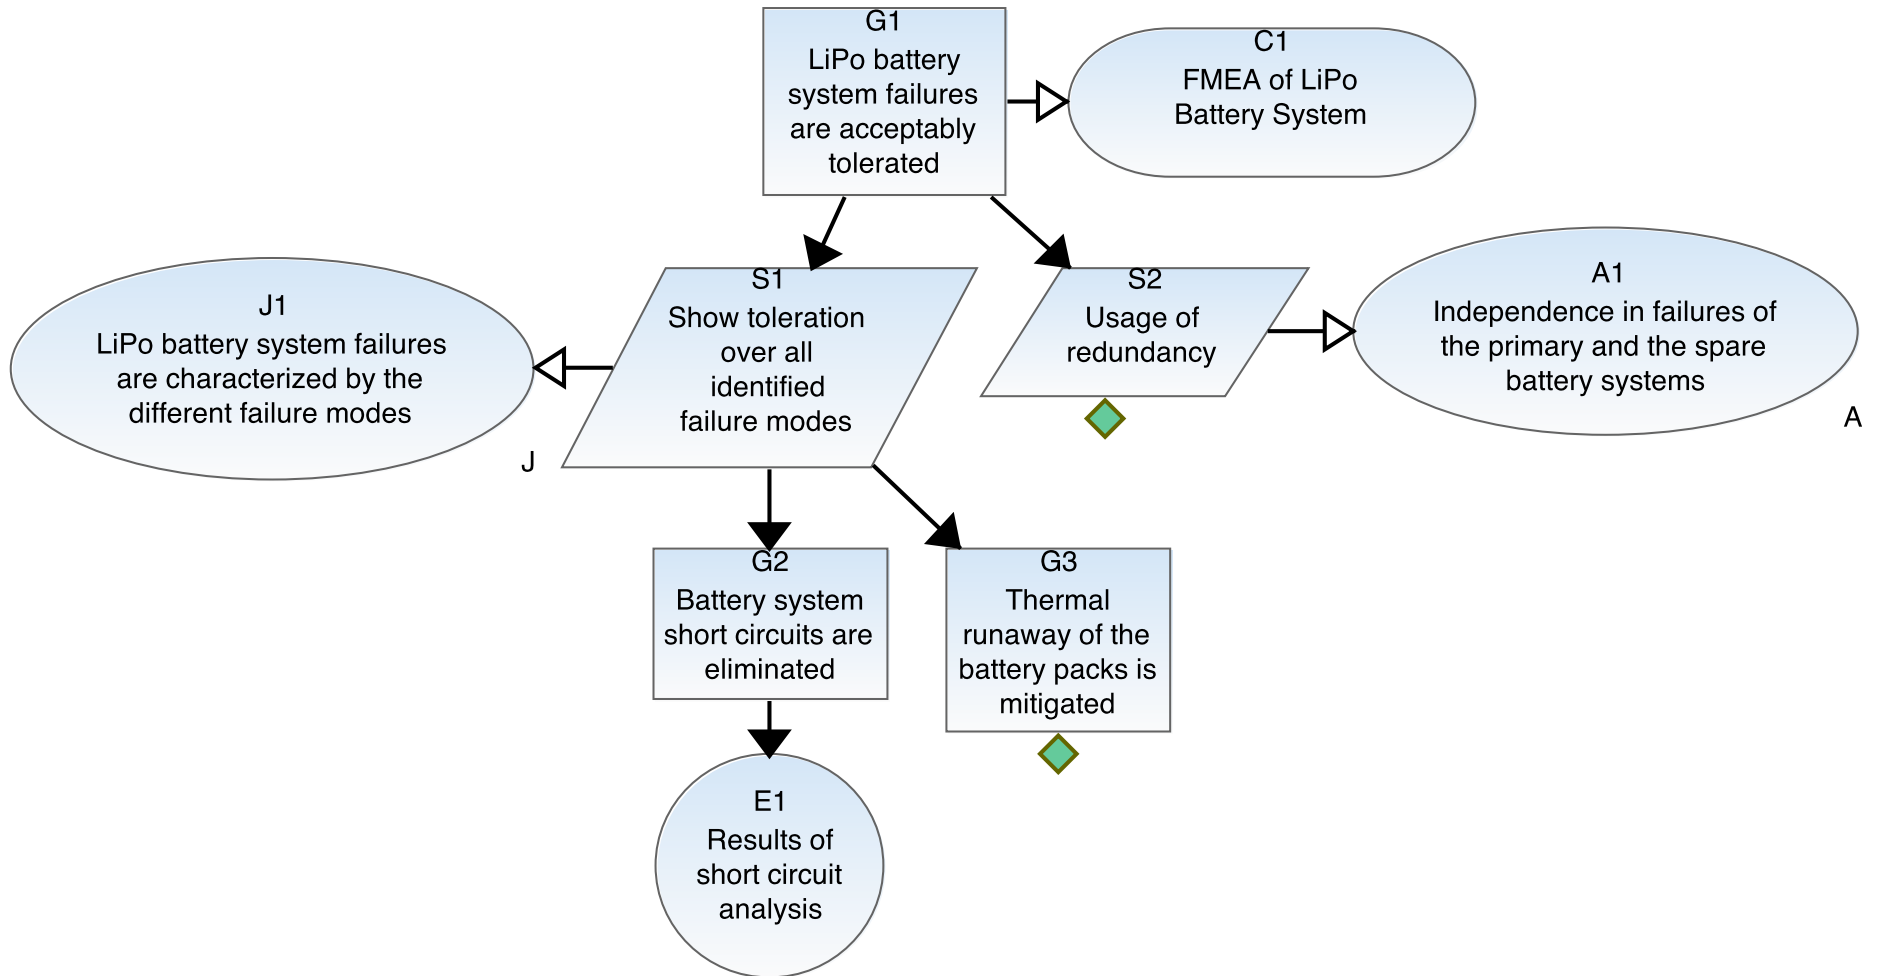 G1
LiPo battery
system failures
are acceptably
tolerated
C1
FMEA of LiPo
Battery System
J1
LiPo battery system failures
are characterized by the
different failure modes
J
S1
Show toleration
over all
identified
failure modes
S2
Usage of
redundancy
A1
Independence in failures of
the primary and the spare
battery systems
A
G2
Battery system
short circuits are
eliminated
G3
Thermal
runaway of the
battery packs is
mitigated
E1
Results of
short circuit
analysis